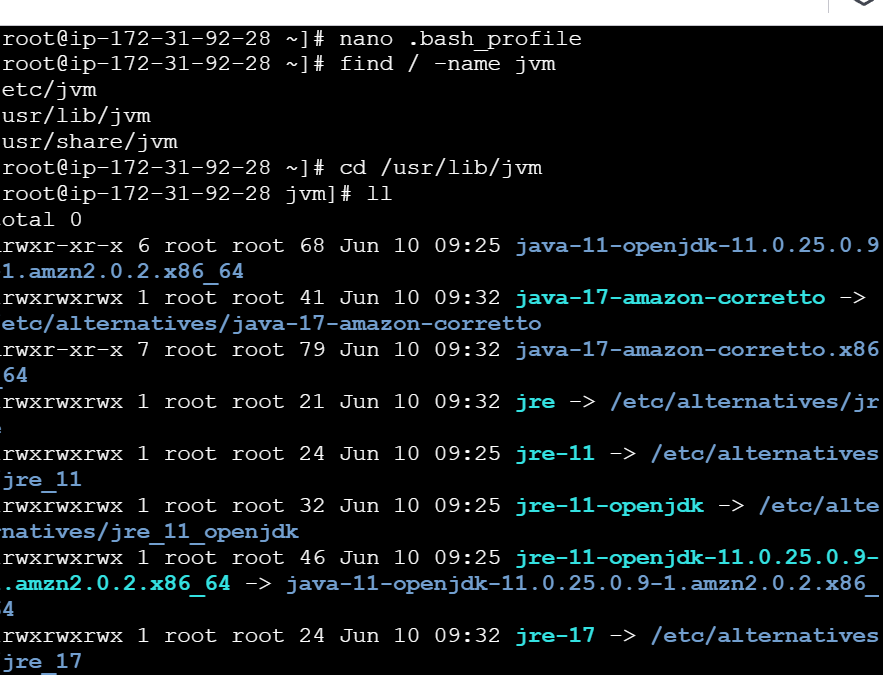 root@ip-172-31-92-28 ~]# nano .bash_profile
root@ip-172-31-92-28 ~]# find / -name jvm
etc/jvm
usr/lib/jvm
usr/share/jvm
root@ip-172-31-92-28 ~]# cd /usr/lib/jvm
root@ip-172-31-92-28 jvm]# ll
otal 0
rwxr-xr-x 6 root root 68 Jun 10 09:25 java-11-openjdk-11.0.25.0.9
1.amzn2.0.2.x86_64
rwxrwxrwx 1 root root 41 Jun 10 09:32 java-17-amazon-corretto ->
etc/alternatives/java-17-amazon-corretto
rwxr-xr-x 7 root root 79 Jun 10 09:32 java-17-amazon-corretto.x86
_64
rwxrwxrwx 1 root root 21 Jun 10 09:32 jre -> /etc/alternatives/jr
e
rwxrwxrwx 1 root root 24 Jun 10 09:25 jre-11 -> /etc/alternatives
jre_11
rwxrwxrwx 1 root root 32 Jun 10 09:25 jre-11-openjdk -> /etc/alte
rnatives/jre_11_openjdk
rwxrwxrwx 1 root root 46 Jun 10 09:25 jre-11-openjdk-11.0.25.0.9-
.amzn2.0.2.x86_64 -> java-11-openjdk-11.0.25.0.9-1.amzn2.0.2.x86_
64
rwxrwxrwx 1 root root 24 Jun 10 09:32 jre-17 -> /etc/alternatives
jre_17